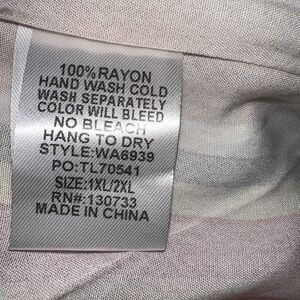 100% RAYON
HAND WASH COLD
WASH SEPARATELY
COLOR WILL BLEED
NO BLEACH
HANG TO DRY
STYLE:WA6939
PO:TL70541
SIZE:1XL/2XL
RN#:130733
MADE IN CHINA